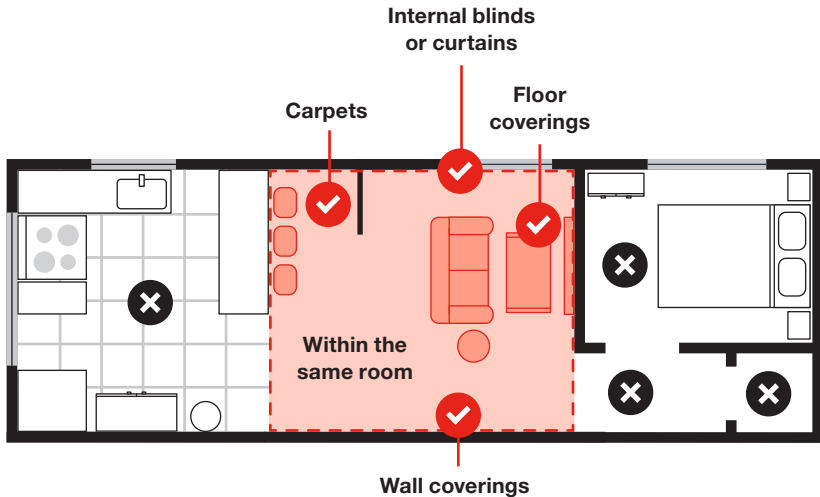 Internal blinds
or curtains
Carpets
Floor
coverings
Within the
same room
Wall coverings